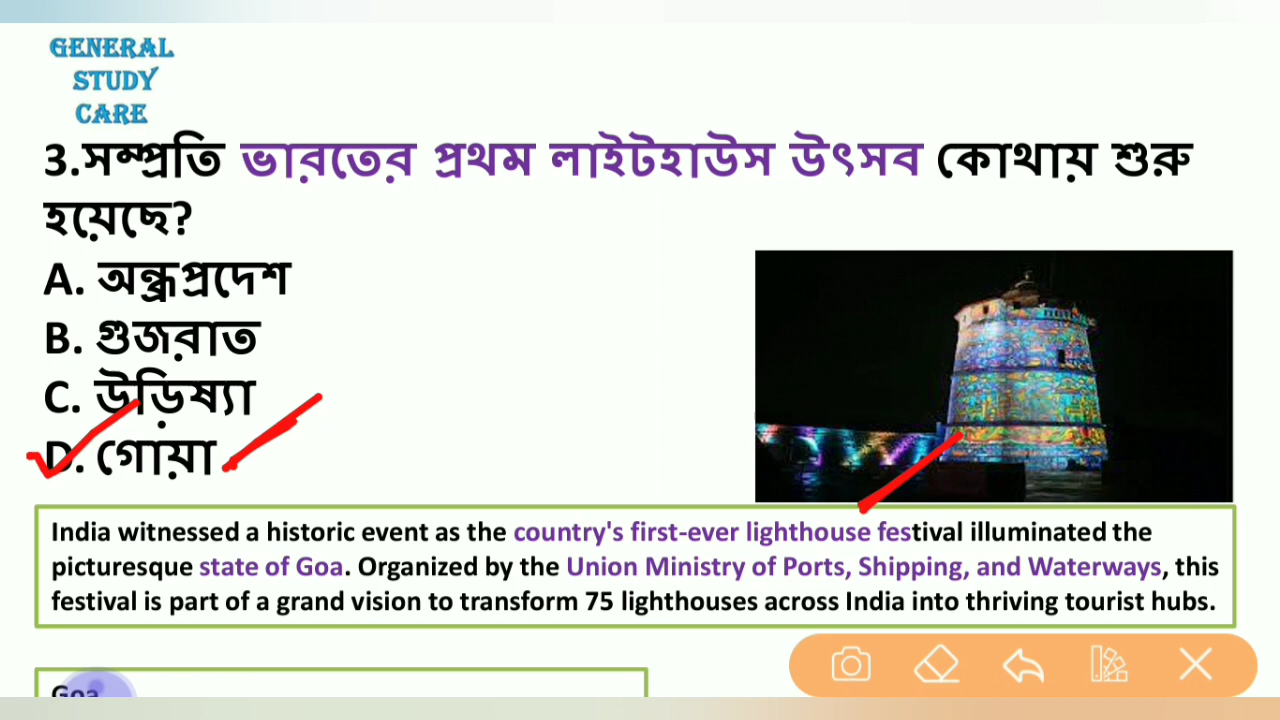 GENERAL
STUDY
CARE
3.সম্প্রতি ভারতের প্রথম লাইটহাউস উৎসব কোথায় শুরু
হয়েছে?
A. অন্ধ্রপ্রদেশ
B. গুজরাত
C. উড়িষ্যা
D. গোয়া
India witnessed a historic event as the country's first-ever lighthouse festival illuminated the
picturesque state of Goa. Organized by the Union Ministry of Ports, Shipping, and Waterways, this
festival is part of a grand vision to transform 75 lighthouses across India into thriving tourist hubs.
Goa